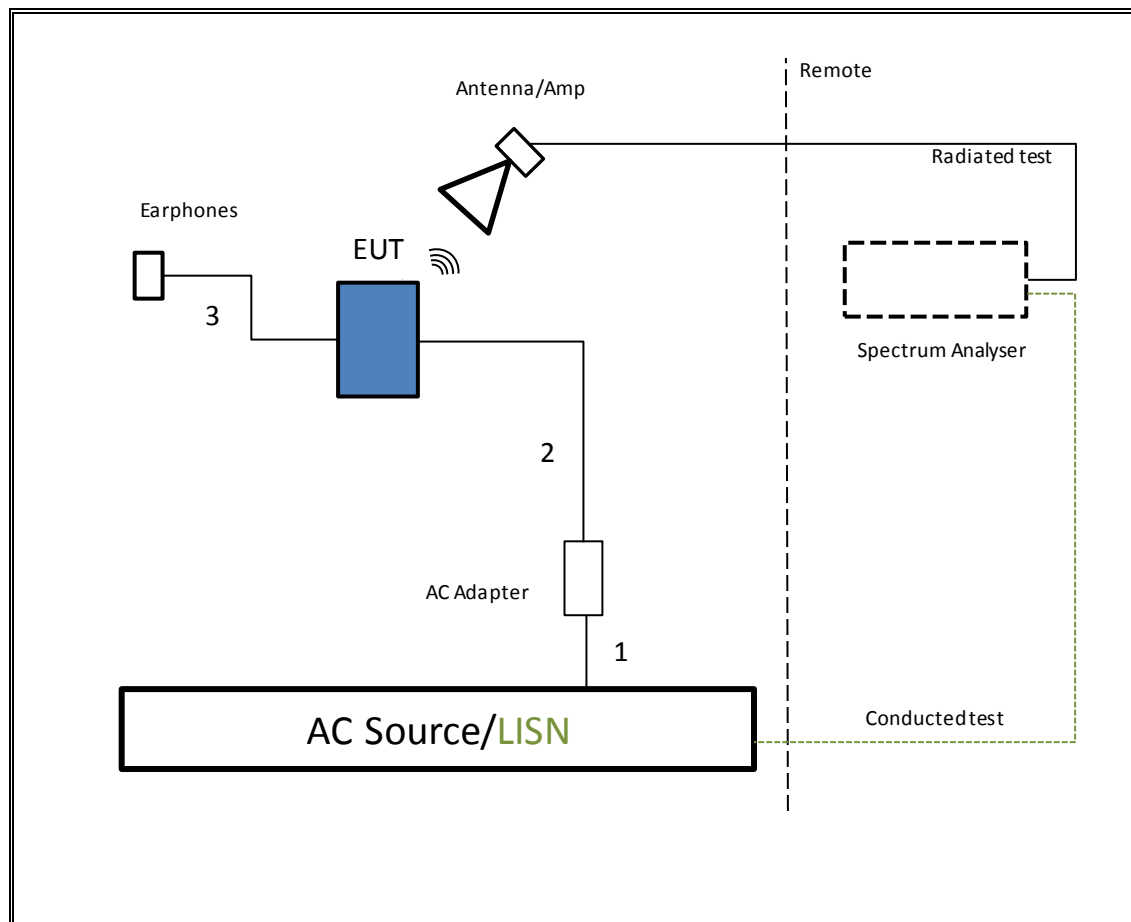 Remote
Antenna/Amp
Radiated test
Earphones
EUT
3
Spectrum Analyser
2
AC Adapter
1
AC Source/LISN
Conducted test